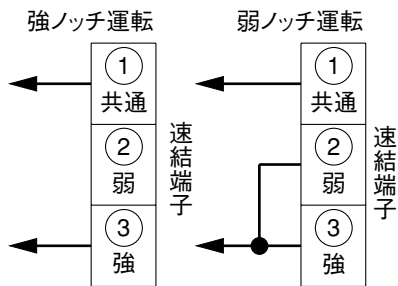 強ノッチ運転
① 共通
② 弱
③ 強
速結端子
弱ノッチ運転
① 共通
② 弱
③ 強
速結端子